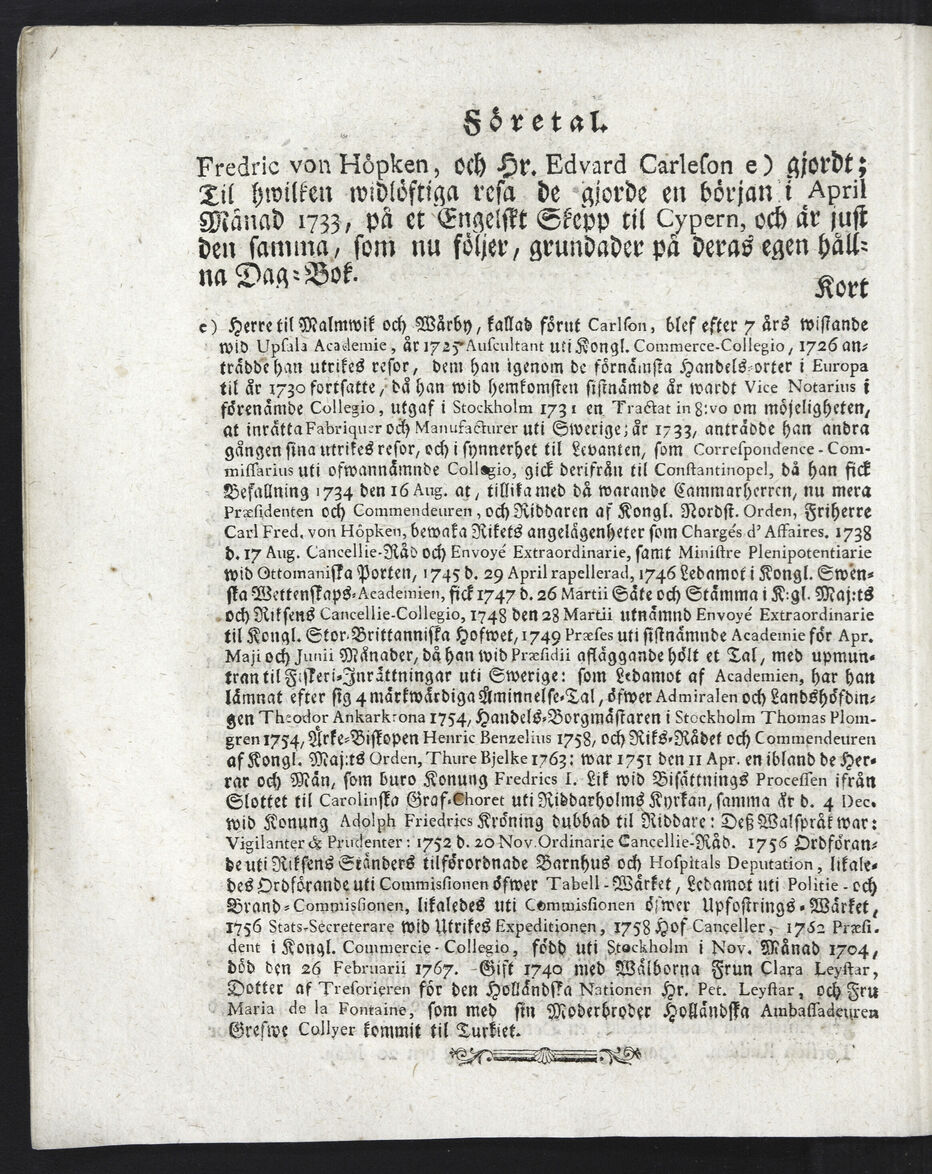 Företal.
Fredric von Höpken, och Hr. Edvard Carleson e) gjordt;
Til hwilken widlöftiga resa de gjorde en början i April
Månad 1733, på et Engelskt Skepp til Cypern, och är just
den samma, som nu följer, grundader på deras egen håll-
na Dag-Bok.
Kort
e) Herre til Malmwik och Wårby, kallad förut Carlson, blef efter 7 års wistande
wid Upsala Academie, år 1725 Auscultant uti Kongl. Commerce-Collegio, 1726 an-
trädde han utrikes resor, dem han igenom de förnämsta Handels-orter i Europa
til år 1730 fortsatte, då han wid hemkomsten sistnämde år wardt Vice Notarius i
förenämde Collegio, utgaf i Stockholm 1731 en Tractat in 8:vo om möjeligheten,
at inrätta Fabriquer och Manufacturer uti Swerige; år 1733, anträdde han andra
gången sina utrikes resor, och i synnerhet til Levanten, som Correspondence-Com-
missarius uti ofwannämnde Collegio, gick derifrån til Constantinopel, då han fick
Befallning 1734 den 16 Aug. at, tillika med då warande Cammarherren, nu mera
Præsidenten och Commendeuren, och Riddaren af Kongl. Nordst. Orden, Friherre
Carl Fred. von Höpken, bewaka Rikets angelägenheter som Chargés d'Affaires. 1738
d. 17 Aug. Cancellie-Råd och Envoyé Extraordinarie, samt Ministre Plenipotentiarie
wid Ottomaniska Porten, 1745 d. 29 April rapellerad, 1746 Ledamot i Kongl. Swen-
ska Wettenskaps-Academien, fick 1747 d. 26 Martii Säte och Stämma i K:gl. Maj:ts
och Riksens Cancellie-Collegio, 1748 den 28 Martii utnämnd Envoyé Extraordinarie
til Kongl. Stor-Brittanniska Hofwet, 1749 Præses uti sistnämnde Academie för Apr.
Maji och Junii Månader, då han wid Præsidii afläggande hölt et Tal, med upmun-
tran til Fiskeri-Inrättningar uti Swerige: som Ledamot af Academien, har han
lämnat efter sig 4 märkwärdiga Åminnelse-Tal, öfwer Admiralen och Landshöfdin-
gen Theodor Ankarkrona 1754, Handels-Borgmästaren i Stockholm Thomas Plom-
gren 1754, Ärke-Biskopen Henric Benzelius 1758, och Riks-Rådet och Commendeuren
af Kongl. Maj:ts Orden, Thure Bjelke 1763: war 1751 den 11 Apr. en ibland de Her-
rar och Män, som buro Konung Fredrics I. Lik wid Bisättnings Processen ifrån
Slottet til Carolinska Graf-Choret uti Riddarholms Kyrkan, samma år d. 4 Dec.
wid Konung Adolph Friedrics Kröning dubbad til Riddare: Deß Walspråk war:
Vigilanter & Prudenter: 1752 d. 20 Nov. Ordinarie Cancellie-Råd. 1756 Ordföran-
de uti Riksens Ständers tilförordnade Barnhus och Hospitals Deputation, likale-
des Ordförande uti Commissionen öfwer Tabell-Wärket, Ledamot uti Politie- och
Brand-Commissionen, likaledes uti Commissionen öfwer Upfostrings-Wärket,
1756 Stats-Secreterare wid Utrikes Expeditionen, 1758 Hof-Canceller, 1762 Præsi-
dent i Kongl. Commercie-Collegio, född uti Stockholm i Nov. Månad 1704,
död den 26 Februarii 1767. Gift 1740 med Wälborna Frun Clara Leystar,
Dotter af Tresorieren för den Holländska Nationen Hr. Pet. Leystar, och Fru
Maria de la Fontaine, som med sin Moderbroder Holländska Ambassadeuren
Grefwe Collyer kommit til Turkiet.